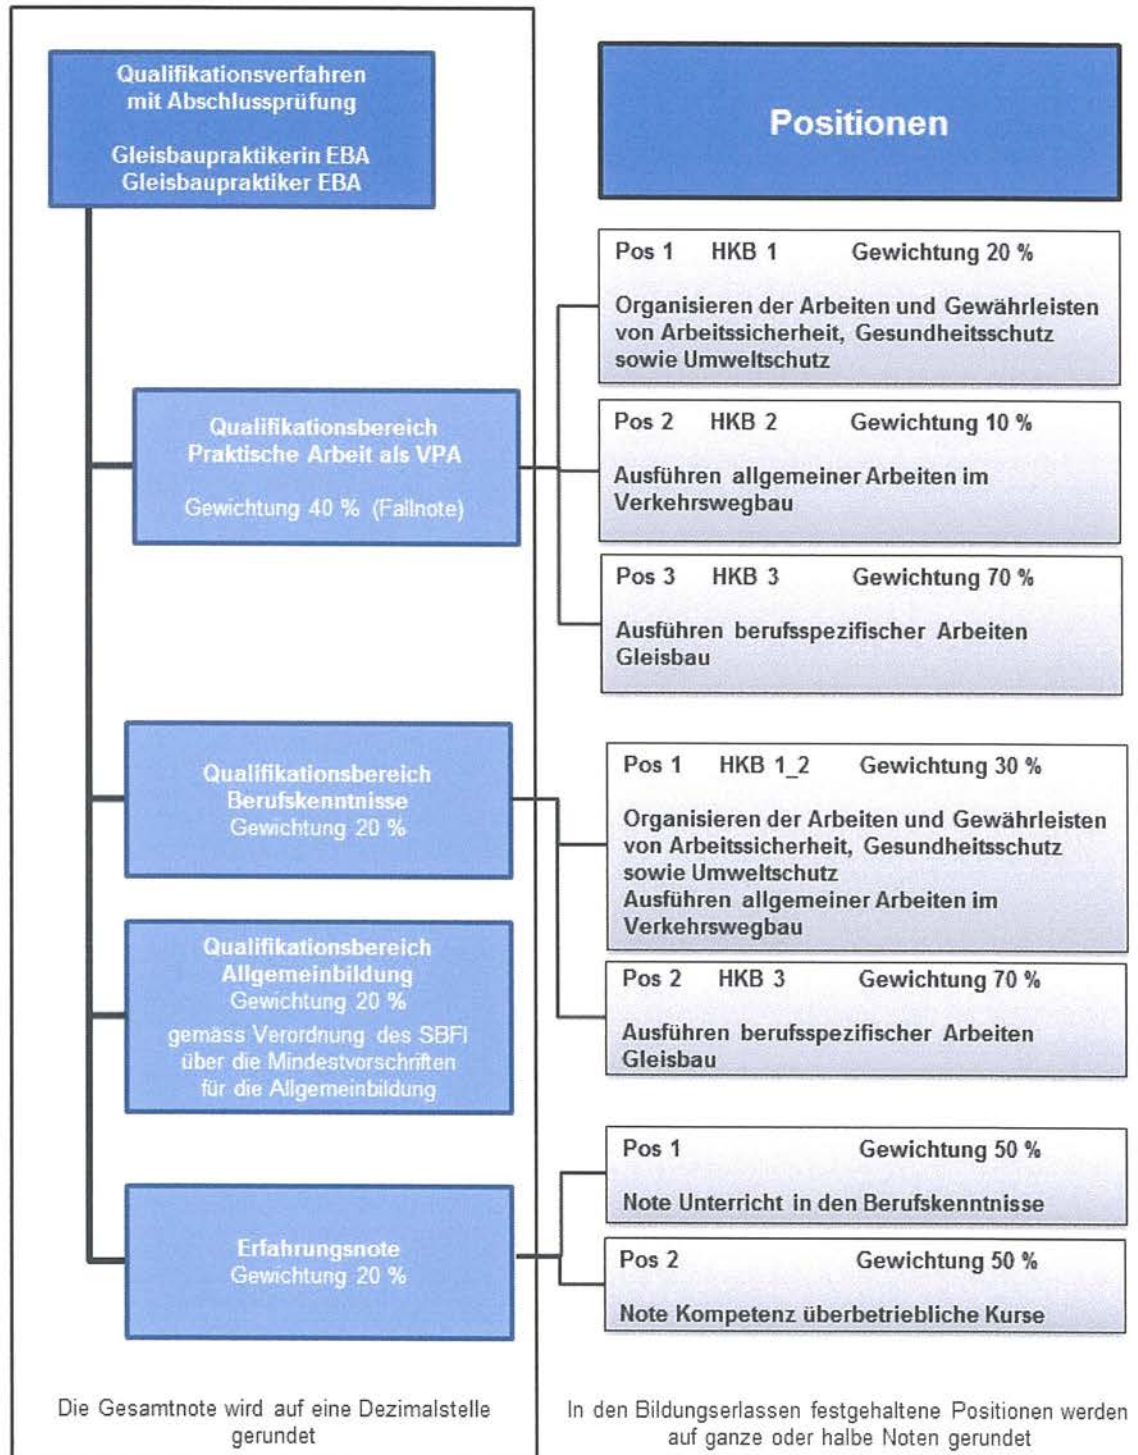 Qualifikationsverfahren
mit Abschlussprüfung
Gleisbaupraktikerin EBA
Gleisbaupraktiker EBA
Positionen
Qualifikationsbereich
Praktische Arbeit als VPA
Gewichtung 40 % (Fallnote)
Pos 1 HKB 1 Gewichtung 20 %
Organisieren der Arbeiten und Gewährleisten
von Arbeitssicherheit, Gesundheitsschutz
sowie Umweltschutz
Pos 2 HKB 2 Gewichtung 10 %
Ausführen allgemeiner Arbeiten im
Verkehrswegbau
Pos 3 HKB 3 Gewichtung 70 %
Ausführen berufsspezifischer Arbeiten
Gleisbau
Qualifikationsbereich
Berufskenntnisse
Gewichtung 20 %
Pos 1 HKB 1_2 Gewichtung 30 %
Organisieren der Arbeiten und Gewährleisten
von Arbeitssicherheit, Gesundheitsschutz
sowie Umweltschutz
Ausführen allgemeiner Arbeiten im
Verkehrswegbau
Pos 2 HKB 3 Gewichtung 70 %
Ausführen berufsspezifischer Arbeiten
Gleisbau
Qualifikationsbereich
Allgemeinbildung
Gewichtung 20 %
gemäss Verordnung des SBFI
über die Mindestvorschriften
für die Allgemeinbildung
Erfahrungsnote
Gewichtung 20 %
Pos 1 Gewichtung 50 %
Note Unterricht in den Berufskenntnisse
Pos 2 Gewichtung 50 %
Note Kompetenz überbetriebliche Kurse
Die Gesamtnote wird auf eine Dezimalstelle
gerundet
In den Bildungserlassen festgehaltene Positionen werden
auf ganze oder halbe Noten gerundet